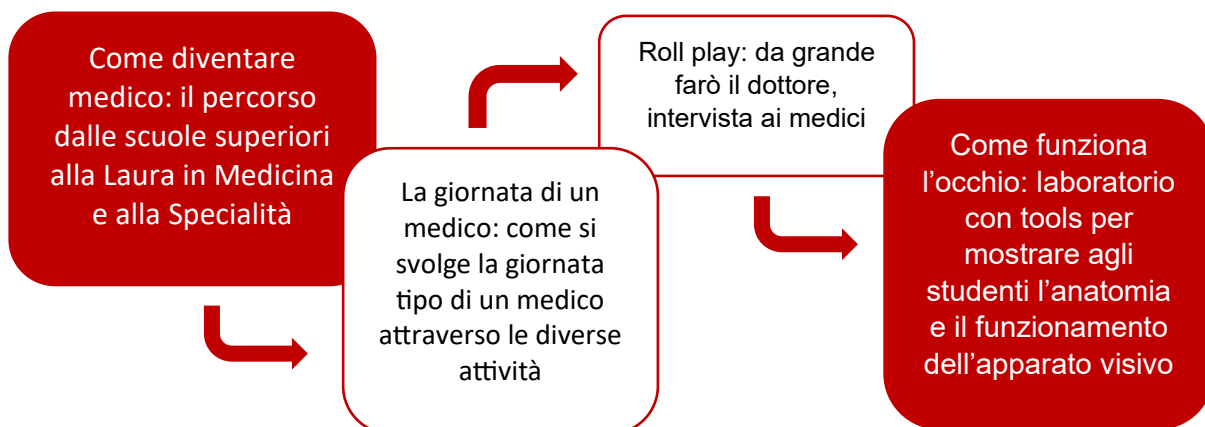 Come diventare
medico: il percorso
dalle scuole superiori
alla Laura in Medicina
e alla Specialità
La giornata di un
medico: come si
svolge la giornata
tipo di un medico
attraverso le diverse
attività
Roll play: da grande
farò il dottore,
intervista ai medici
Come funziona
l’occhio: laboratorio
con tools per
mostrare agli
studenti l’anatomia
e il funzionamento
dell’apparato visivo